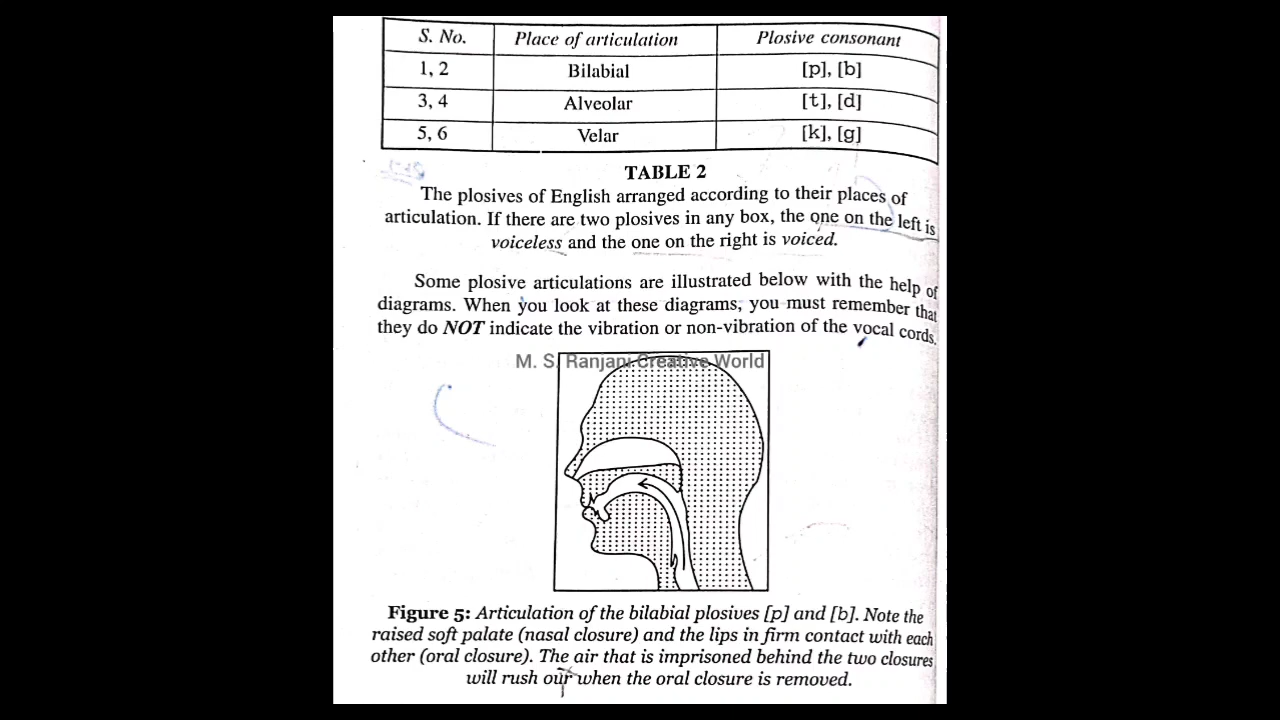 S. No. Place of articulation Plosive consonant
1, 2 Bilabial [p], [b]
3, 4 Alveolar [t], [d]
5, 6 Velar [k], [g]
TABLE 2
The plosives of English arranged according to their places of
articulation. If there are two plosives in any box, the one on the left is
voiceless and the one on the right is voiced.
Some plosive articulations are illustrated below with the help of
diagrams. When you look at these diagrams, you must remember that
they do NOT indicate the vibration or non-vibration of the vocal cords.
M. S. Ranjani Creative World
Figure 5: Articulation of the bilabial plosives [p] and [b]. Note the
raised soft palate (nasal closure) and the lips in firm contact with each
other (oral closure). The air that is imprisoned behind the two closures
will rush our when the oral closure is removed.